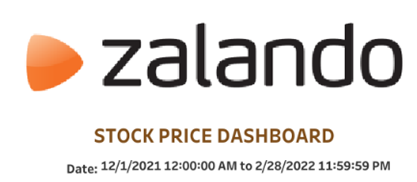 zalando
STOCK PRICE DASHBOARD
Date: 12/1/2021 12:00:00 AM to 2/28/2022 11:59:59 PM